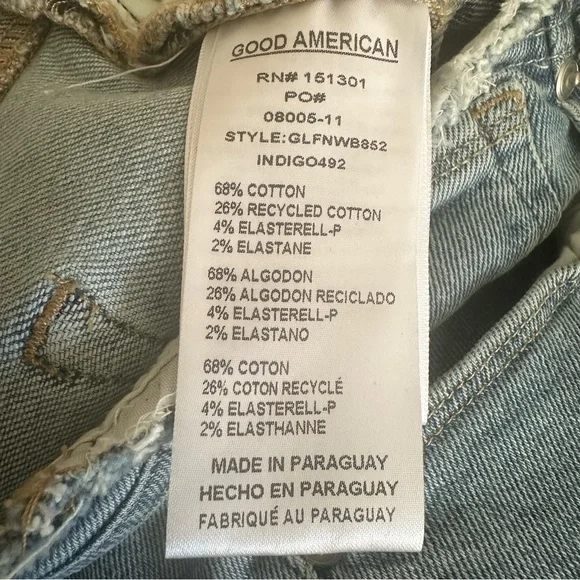 GOOD AMERICAN
RN# 151301
PO#
08005-11
STYLE:GLFNWB852
INDIGO492
68% COTTON
26% RECYCLED COTTON
4% ELASTERELL-P
2% ELASTANE
68% ALGODON
26% ALGODON RECICLADO
4% ELASTERELL-P
2% ELASTANO
68% COTON
26% COTON RECYCLÉ
4% ELASTERELL-P
2% ELASTHANNE
MADE IN PARAGUAY
HECHO EN PARAGUAY
FABRIQUÉ AU PARAGUAY